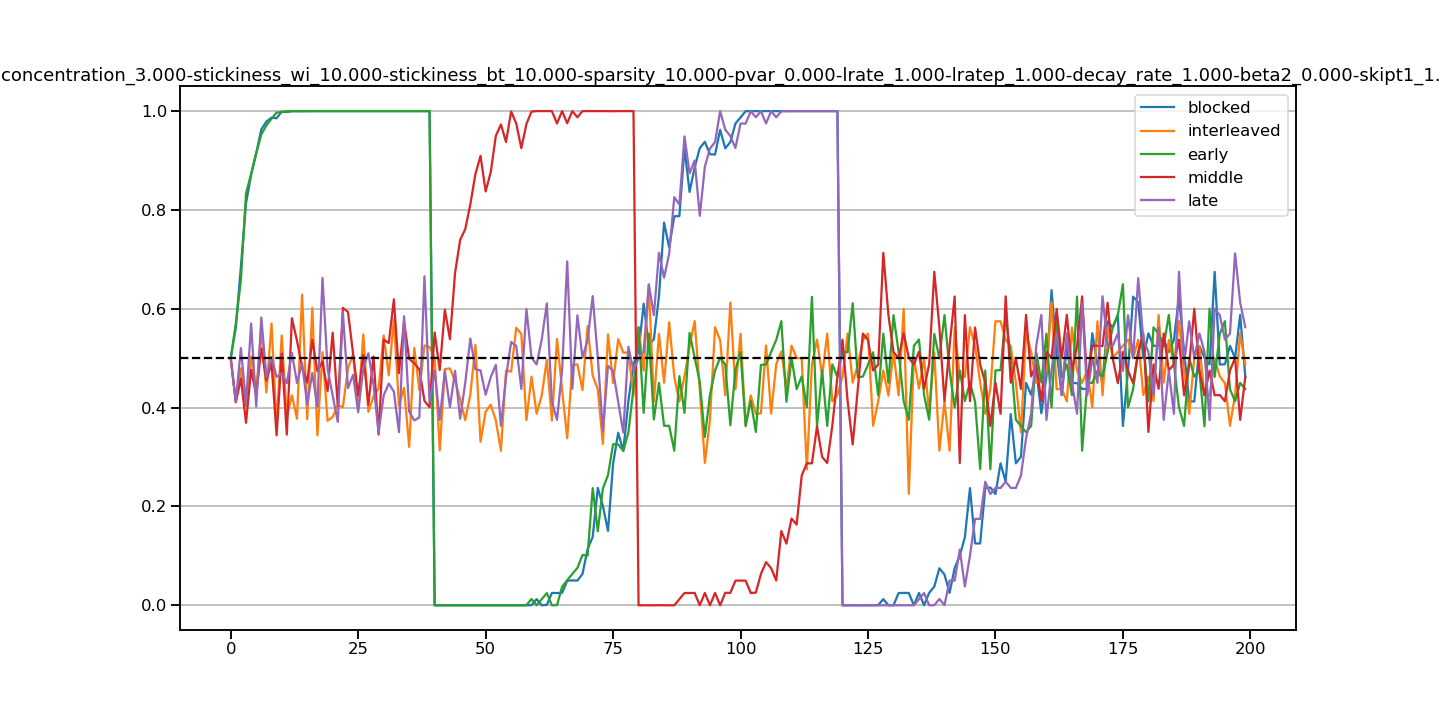 concentration_3.000-stickiness_wi_10.000-stickiness_bt_10.000-sparsity_10.000-pvar_0.000-lrate_1.000-lratep_1.000-decay_rate_1.000-beta2_0.000-skipt1_1.
1.0
0.8
0.6
0.4
0.2
0.0
blocked
interleaved
early
middle
late
0 25 50 75 100 125 150 175 200